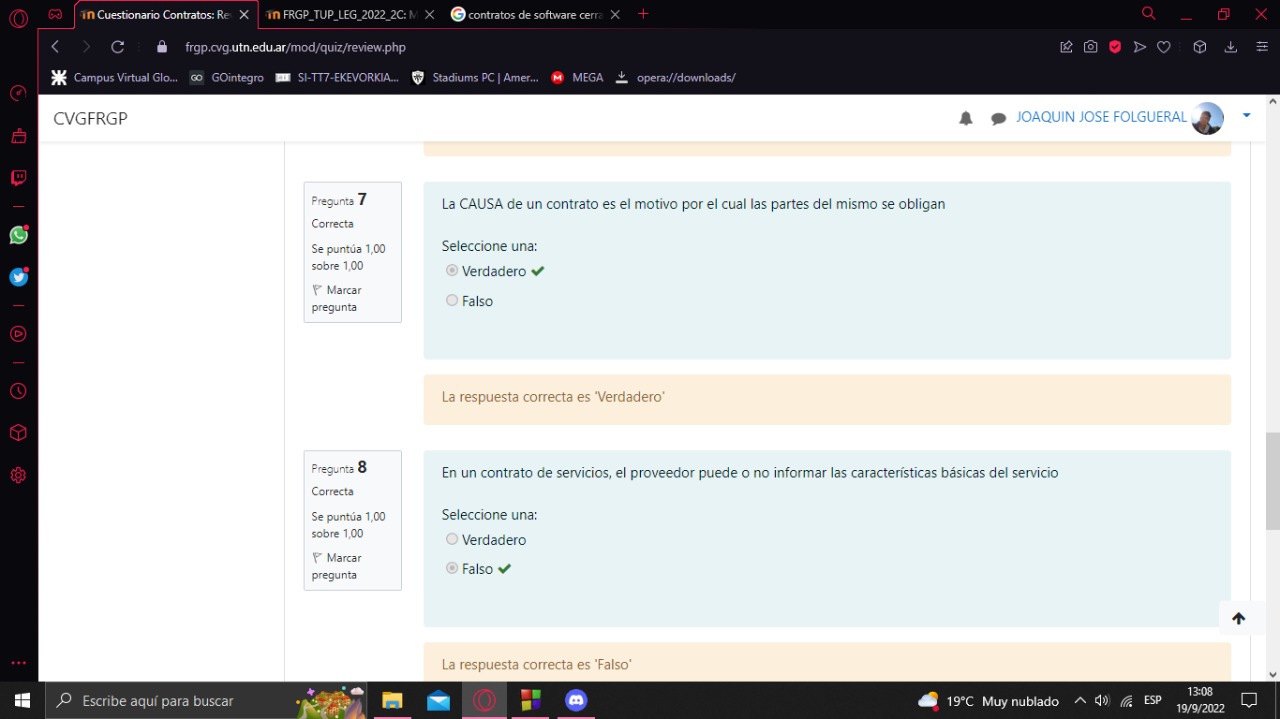 Cuestionario Contratos: Re
FRGP_TUP_LEG_2022_2C: M
contratos de software cerra
frgp.cvg.utn.edu.ar/mod/quiz/review.php
Campus Virtual Glo...
GO
GOintegro
SI-TT7-EKEVORKIA...
Stadiums PC | Amer...
M
MEGA
opera://downloads/
CVGFRGP
JOAQUIN JOSE FOLGUERAL
Pregunta 7
Correcta
Se puntúa 1,00
sobre 1,00
Marcar
pregunta
La CAUSA de un contrato es el motivo por el cual las partes del mismo se obligan
Seleccione una:
Verdadero
Falso
La respuesta correcta es 'Verdadero'
Pregunta 8
Correcta
Se puntúa 1,00
sobre 1,00
Marcar
pregunta
En un contrato de servicios, el proveedor puede o no informar las características básicas del servicio
Seleccione una:
Verdadero
Falso
La respuesta correcta es 'Falso'
Escribe aquí para buscar
19°C Muy nublado
ESP
13:08
19/9/2022